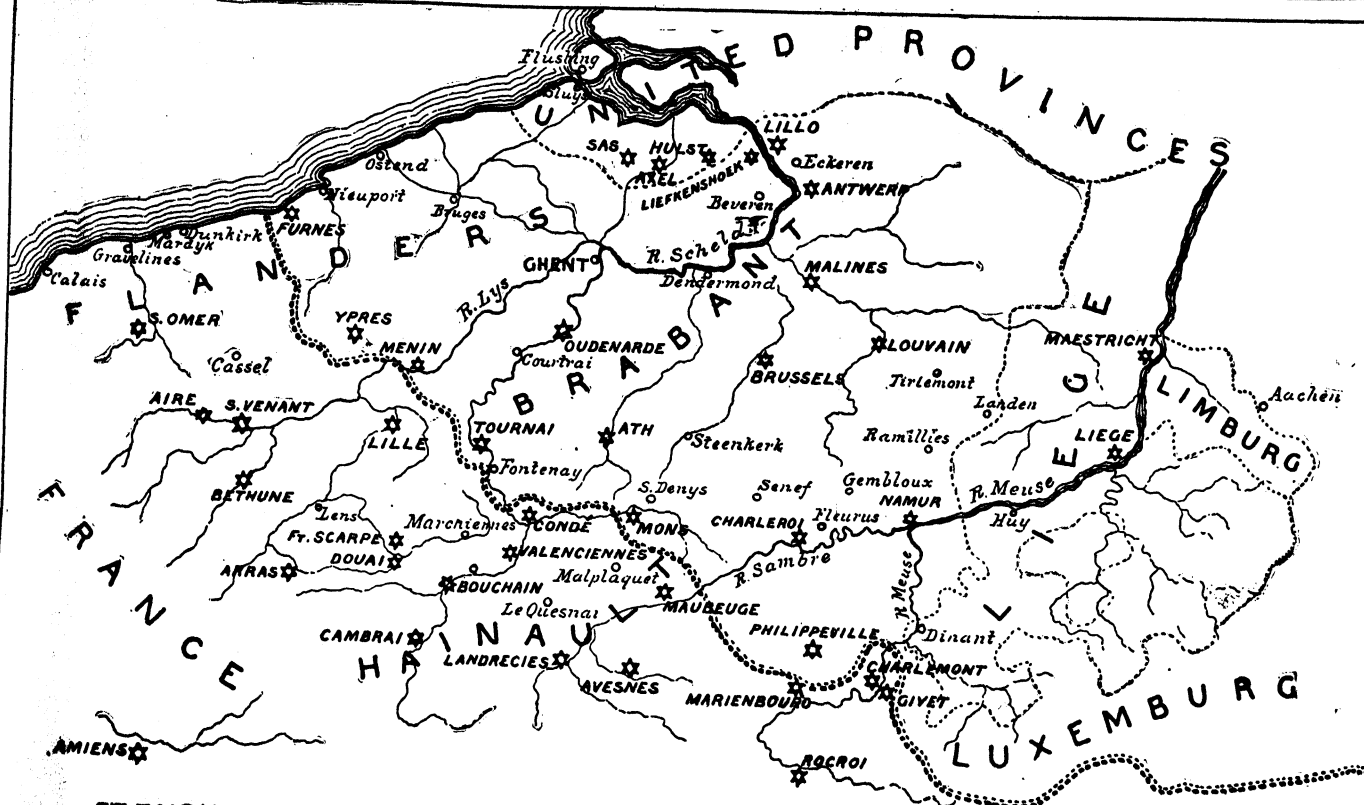 UNITED PROVINCES
Flushing
Sluys
LILLO
SAS
HULST
AXEL
Eckeren
LIEFKENSHOEK
ANTWERP
Ostend
Nieuport
Bruges
Beveren
FURNES
Dunkirk
Mardyk
Gravelines
Calais
FLANDERS
GHENT
R. Scheldt
Dendermond
MALINES
R. Lys
S. OMER
YPRES
MENIN
OUDENARDE
Courtrai
BRABANT
LOUVAIN
MAESTRICHT
Cassel
BRUSSELS
Tirlemont
LIMBURG
Aachen
AIRE
S. VENANT
LILLE
TOURNAI
ATH
Steenkerk
Landen
Ramillies
LIEGE
LIEGE
BETHUNE
Fontenay
S. Denys
Senef
Gembloux
NAMUR
R. Meuse
Huy
Lens
Marchiennes
CONDÉ
MONS
CHARLEROI
Fleurus
FT. SCARPE
DOUAI
VALENCIENNES
ARRAS
BOUCHAIN
Malplaquet
R. Sambre
R Meuse
FRANCE
Le Quesnai
MAUBEUGE
CAMBRAI
HAINAULT
LANDRECIES
AVESNES
PHILIPPEVILLE
Dinant
CHARLEMONT
MARIENBOURG
GIVET
LUXEMBURG
AMIENS
ROCROI